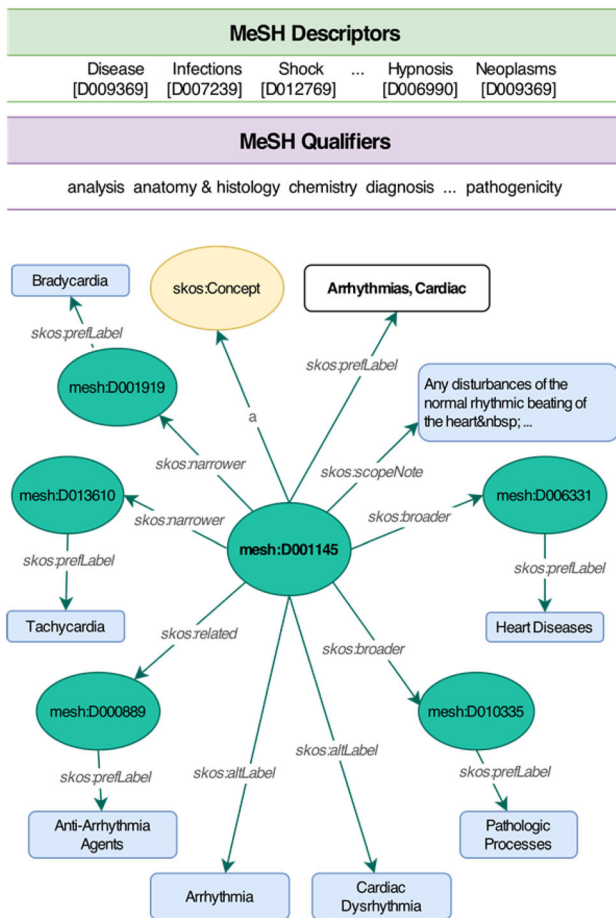 MeSH Descriptors
Disease Infections Shock ... Hypnosis Neoplasms
[D009369] [D007239] [D012769] [D006990] [D009369]
MeSH Qualifiers
analysis anatomy & histology chemistry diagnosis ... pathogenicity
Bradycardia
skos:Concept
Arrhythmias, Cardiac
skos:prefLabel
skos:prefLabel
mesh:D001919
a
Any disturbances of the
normal rhythmic beating of
the heart&nbsp; ...
skos:narrower
skos:scopeNote
mesh:D013610
skos:narrower
skos:broader
mesh:D006331
mesh:D001145
skos:prefLabel
skos:prefLabel
Tachycardia
skos:related
skos:broader
Heart Diseases
mesh:D000889
mesh:D010335
skos:altLabel
skos:altLabel
skos:prefLabel
skos:prefLabel
Anti-Arrhythmia
Agents
Pathologic
Processes
Arrhythmia
Cardiac
Dysrhythmia